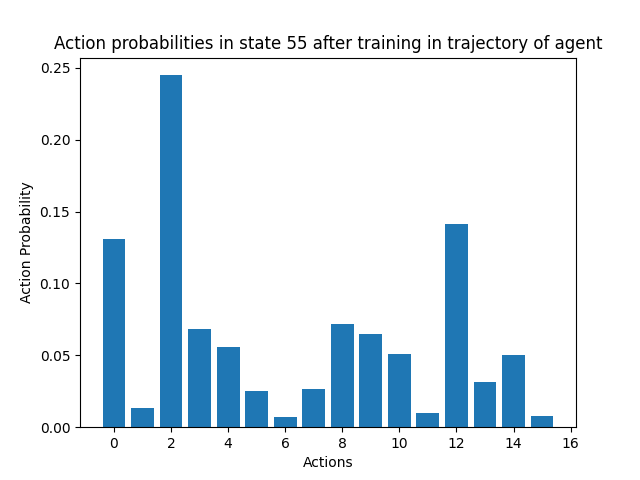 Action probabilities in state 55 after training in trajectory of agent
0.25
0.20
0.15
0.10
0.05
0.00
Action Probability
0 2 4 6 8 10 12 14 16
Actions